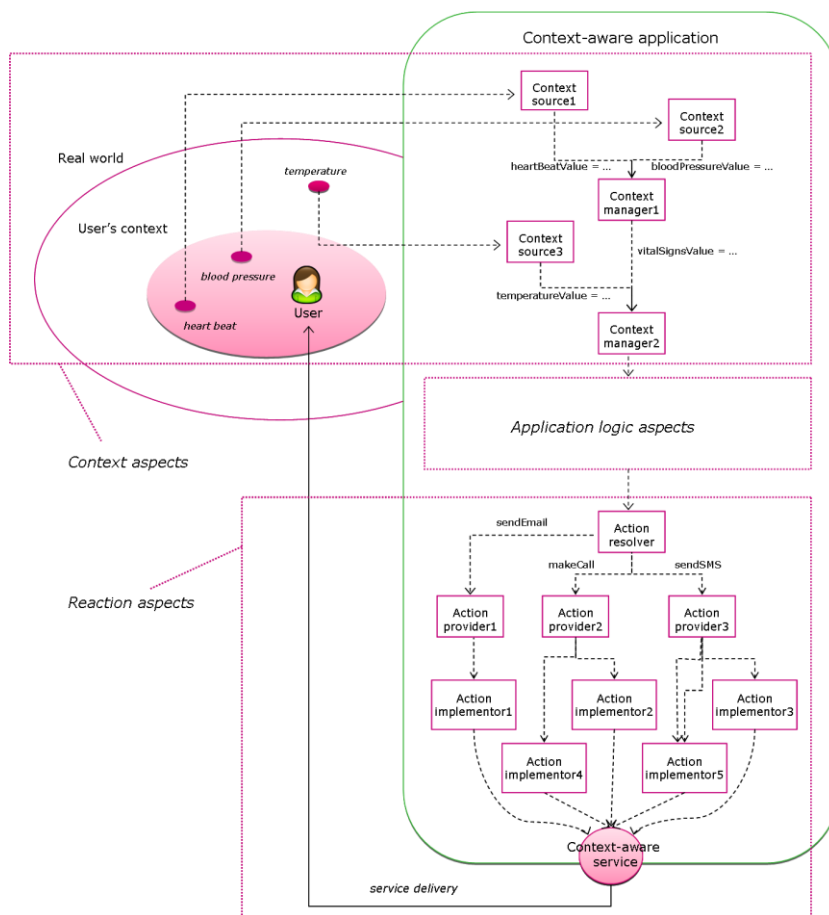 Context-aware application
Context
source1
Context
source2
Real world
temperature
heartBeatValue = ...
bloodPressureValue = ...
Context
manager1
User's context
Context
source3
vitalSignsValue = ...
blood pressure
User
temperatureValue = ...
heart beat
Context
manager2
Application logic aspects
Context aspects
sendEmail
Action
resolver
makeCall
sendSMS
Reaction aspects
Action
provider1
Action
provider2
Action
provider3
Action
implementor1
Action
implementor2
Action
implementor3
Action
implementor4
Action
implementor5
Context-aware
service
service delivery